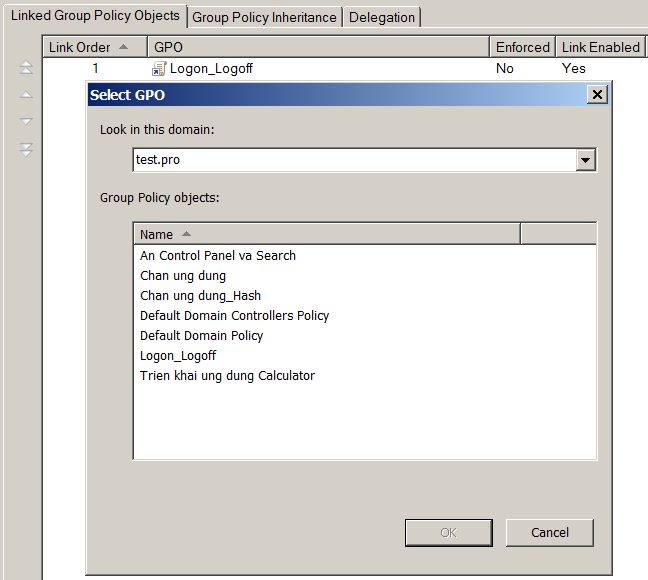 Linked Group Policy Objects Group Policy Inheritance Delegation
Link Order GPO Enforced Link Enabled
1 Logon_Logoff No Yes
Select GPO
Look in this domain:
test.pro
Group Policy objects:
Name
An Control Panel va Search
Chan ung dung
Chan ung dung_Hash
Default Domain Controllers Policy
Default Domain Policy
Logon_Logoff
Trien khai ung dung Calculator
OK Cancel